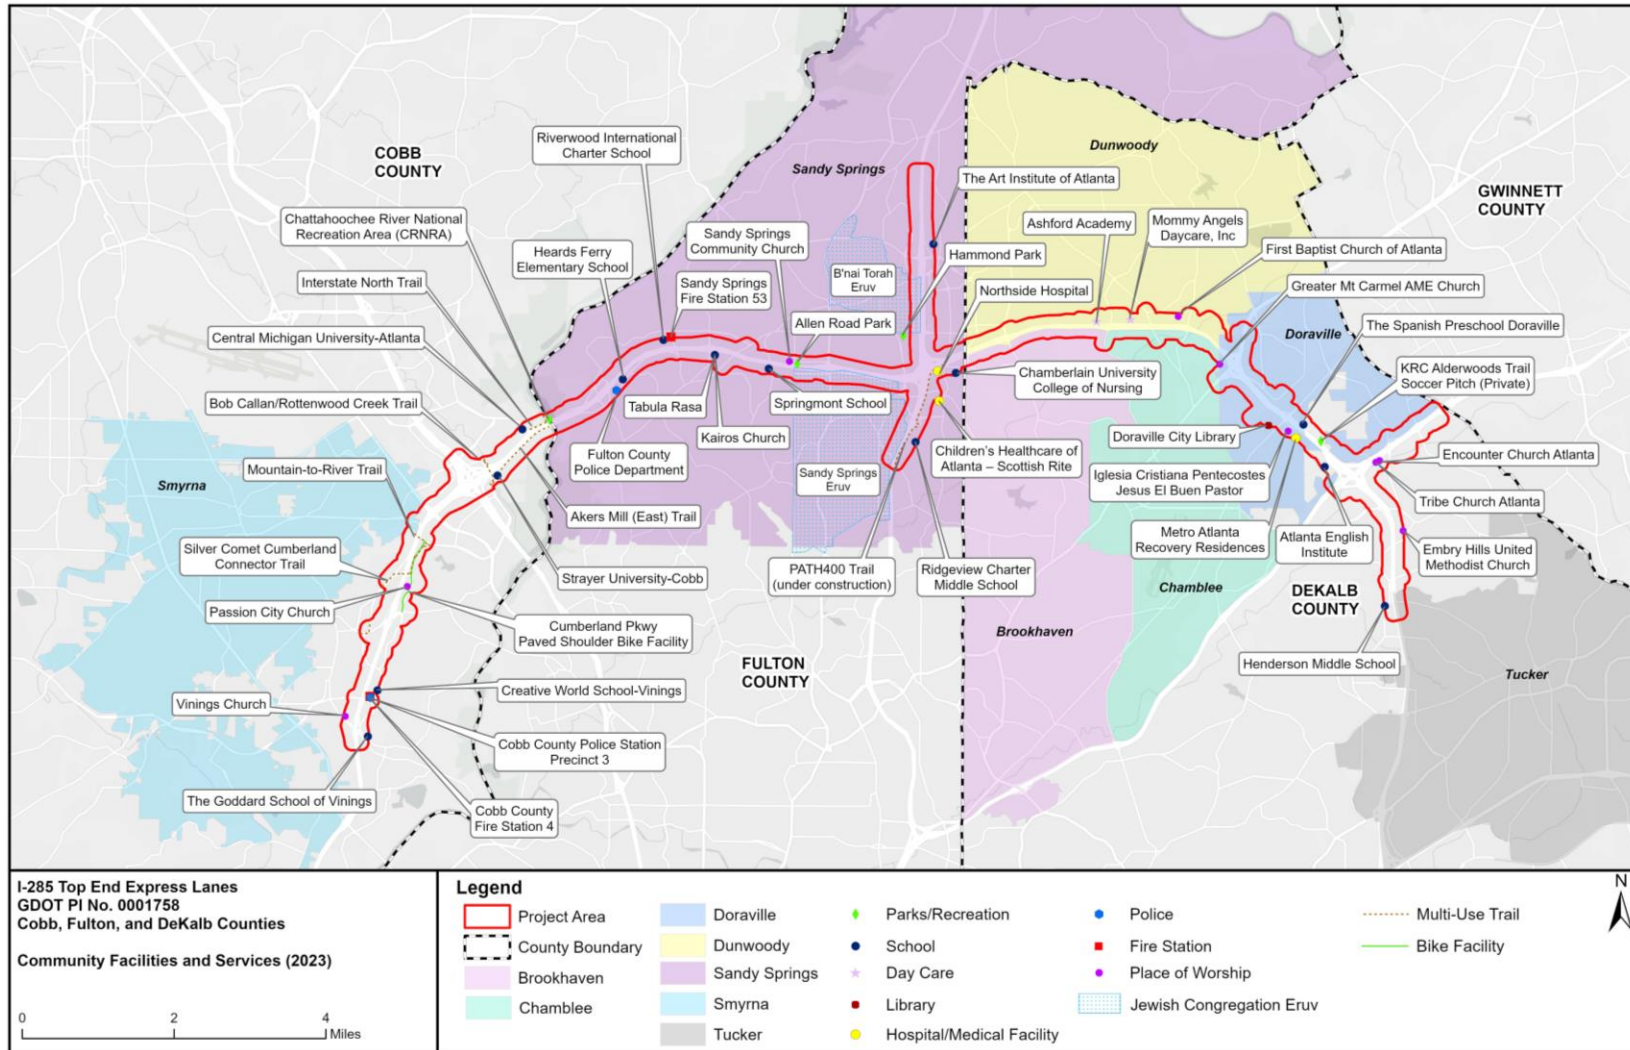 COBB
COUNTY
Riverwood International
Charter School
Sandy Springs
Dunwoody
The Art Institute of Atlanta
GWINNETT
COUNTY
Chattahoochee River National
Recreation Area (CRNRA)
Heards Ferry
Elementary School
Sandy Springs
Community Church
Ashford Academy
Mommy Angels
Daycare, Inc
First Baptist Church of Atlanta
Interstate North Trail
Sandy Springs
Fire Station 53
B'nai Torah
Eruv
Hammond Park
Northside Hospital
Greater Mt Carmel AME Church
Central Michigan University-Atlanta
Allen Road Park
Doraville
The Spanish Preschool Doraville
Bob Callan/Rottenwood Creek Trail
Tabula Rasa
Springmont School
Chamberlain University
College of Nursing
KRC Alderwoods Trail
Soccer Pitch (Private)
Kairos Church
Doraville City Library
Mountain-to-River Trail
Fulton County
Police Department
Children's Healthcare of
Atlanta – Scottish Rite
Encounter Church Atlanta
Smyrna
Sandy Springs
Eruv
Iglesia Cristiana Pentecostes
Jesus El Buen Pastor
Tribe Church Atlanta
Akers Mill (East) Trail
Metro Atlanta
Recovery Residences
Atlanta English
Institute
Embry Hills United
Methodist Church
Silver Comet Cumberland
Connector Trail
Strayer University-Cobb
PATH400 Trail
(under construction)
Ridgeview Charter
Middle School
Chamblee
DEKALB
COUNTY
Passion City Church
Cumberland Pkwy
Paved Shoulder Bike Facility
Brookhaven
Henderson Middle School
FULTON
COUNTY
Tucker
Creative World School-Vinings
Vinings Church
Cobb County Police Station
Precinct 3
The Goddard School of Vinings
Cobb County
Fire Station 4
I-285 Top End Express Lanes
GDOT PI No. 0001758
Cobb, Fulton, and DeKalb Counties
Community Facilities and Services (2023)
0 2 4
Miles
Legend
Project Area
County Boundary
Brookhaven
Chamblee
Doraville
Dunwoody
Sandy Springs
Smyrna
Tucker
Parks/Recreation
School
Day Care
Library
Hospital/Medical Facility
Police
Fire Station
Place of Worship
Jewish Congregation Eruv
Multi-Use Trail
Bike Facility
N